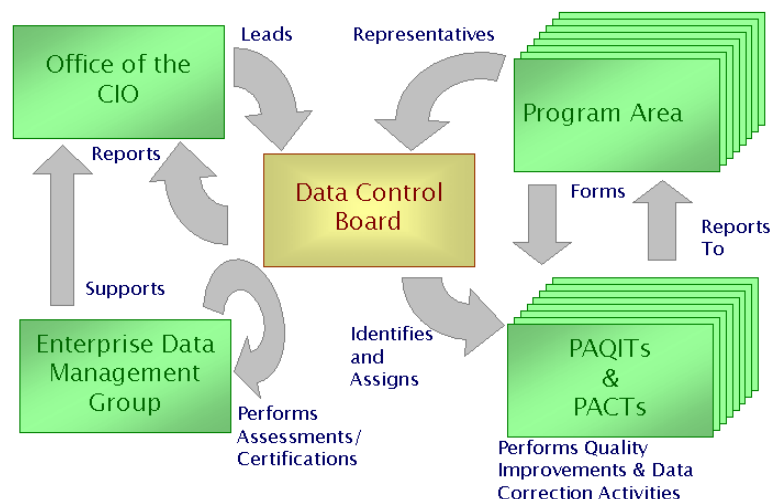 Leads
Representatives
Office of the
CIO
Program Area
Reports
Data Control
Board
Forms
Reports
To
Supports
Enterprise Data
Management
Group
Identifies
and
Assigns
PAQITs
&
PACTs
Performs
Assessments/
Certifications
Performs Quality
Improvements & Data
Correction Activities